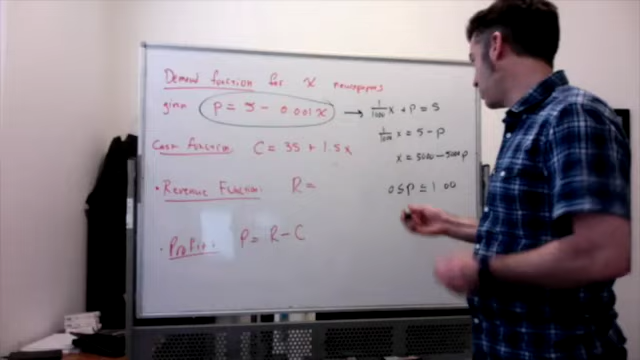 Demand function for x newspapers
given p = 5 - 0.001x → 1/1000 x + p = 5
1/1000 x = 5 - p
Cost function: C = 35 + 1.5x
x = 5000 - 5000p
• Revenue Function: R =
0≤p≤1.00
• Profit: P = R - C